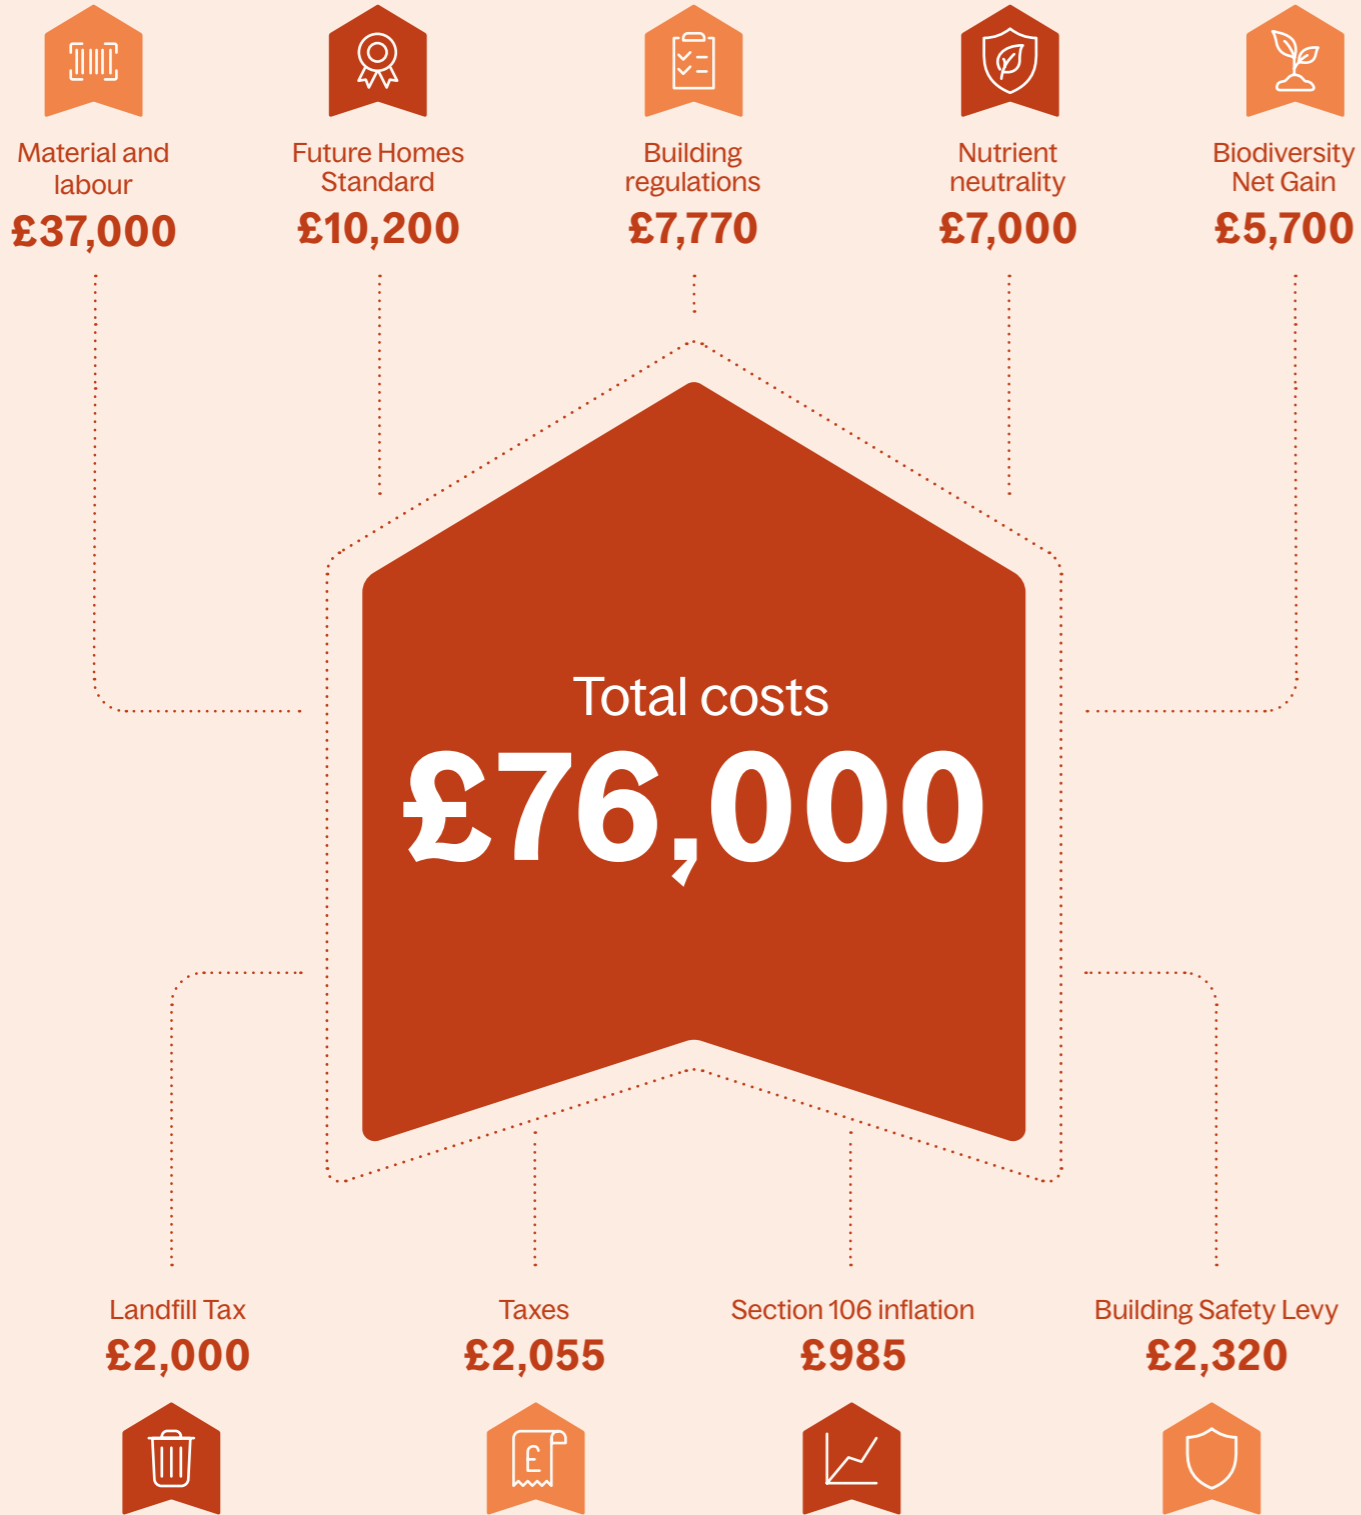 Material and
labour
£37,000
Future Homes
Standard
£10,200
Building
regulations
£7,770
Nutrient
neutrality
£7,000
Biodiversity
Net Gain
£5,700
Total costs
£76,000
Landfill Tax
£2,000
Taxes
£2,055
Section 106 inflation
£985
Building Safety Levy
£2,320
£